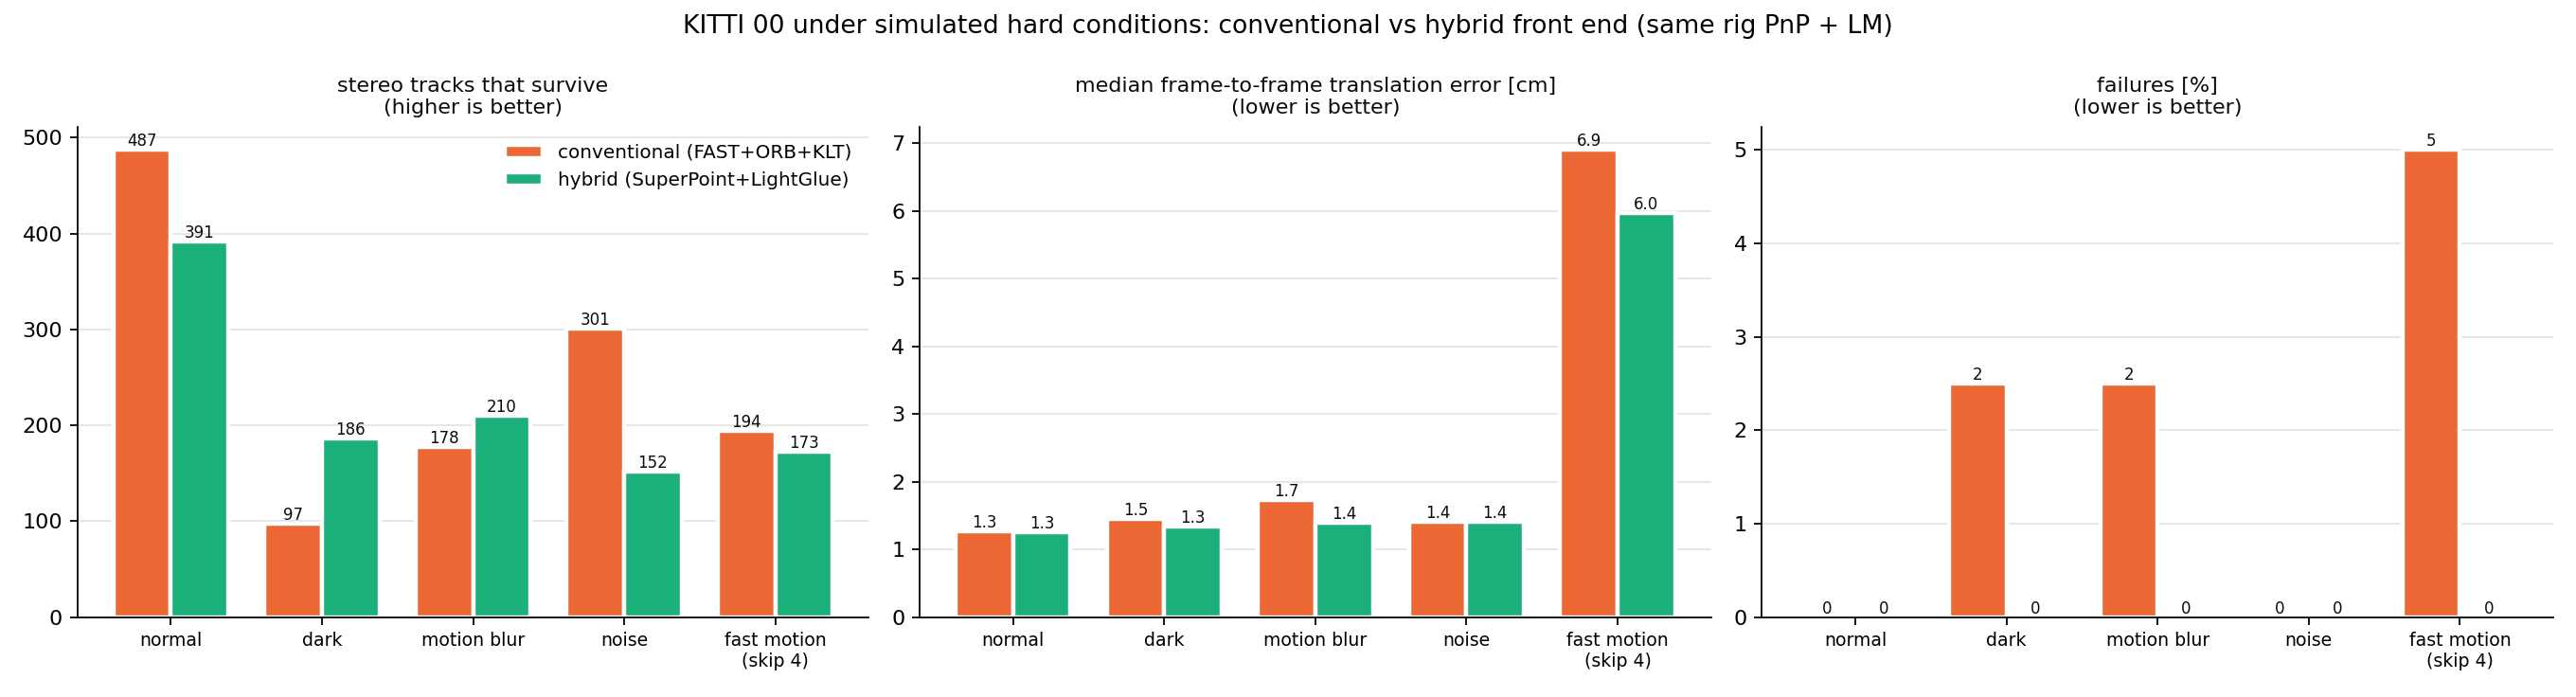 KITTI 00 under simulated hard conditions: conventional vs hybrid front end (same rig PnP + LM)
stereo tracks that survive
(higher is better)
500
400
300
200
100
0
487
391
97
186
178
210
301
152
194
173
conventional (FAST+ORB+KLT)
hybrid (SuperPoint+LightGlue)
normal
dark
motion blur
noise
fast motion
(skip 4)
median frame-to-frame translation error [cm]
(lower is better)
7
6
5
4
3
2
1
0
1.3
1.3
1.5
1.3
1.7
1.4
1.4
1.4
6.9
6.0
normal
dark
motion blur
noise
fast motion
(skip 4)
failures [%]
(lower is better)
5
4
3
2
1
0
0
0
2
0
2
0
0
0
5
0
normal
dark
motion blur
noise
fast motion
(skip 4)